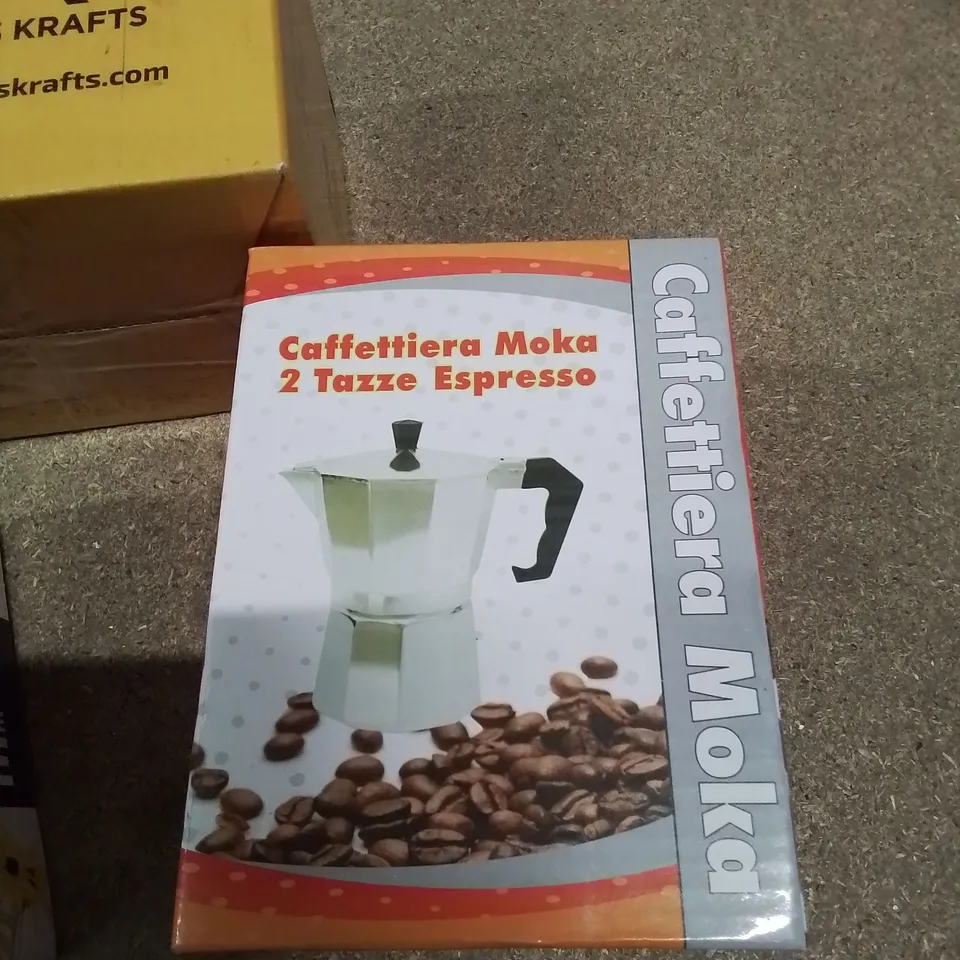 S KRAFTS
skrafts.com
Caffettiera Moka
2 Tazze Espresso
Caffettiera Moka